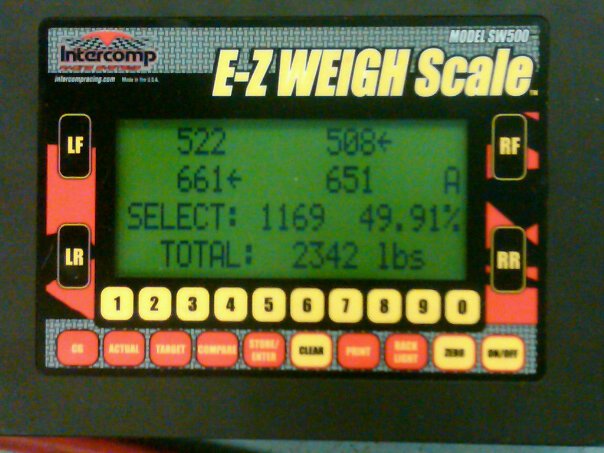 MODEL SW500
Intercomp
intercompracing.com Made in the U.S.A.
E-Z WEIGH Scale™
LF
522 508←
RF
661← 651 A
SELECT: 1169 49.91%
LR
TOTAL: 2342 lbs
RR
1 2 3 4 5 6 7 8 9 0
CG ACTUAL TARGET COMPARE STORE/ CLEAR PRINT BACK ZERO ON/OFF
ENTER LIGHT